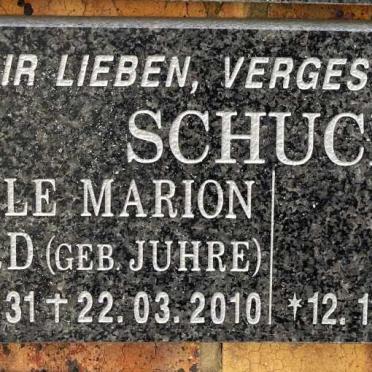 IR LIEBEN, VERGES
SCHUC
LE MARION
D (GEB. JUHRE)
31 † 22. 03. 2010 * 12. 1